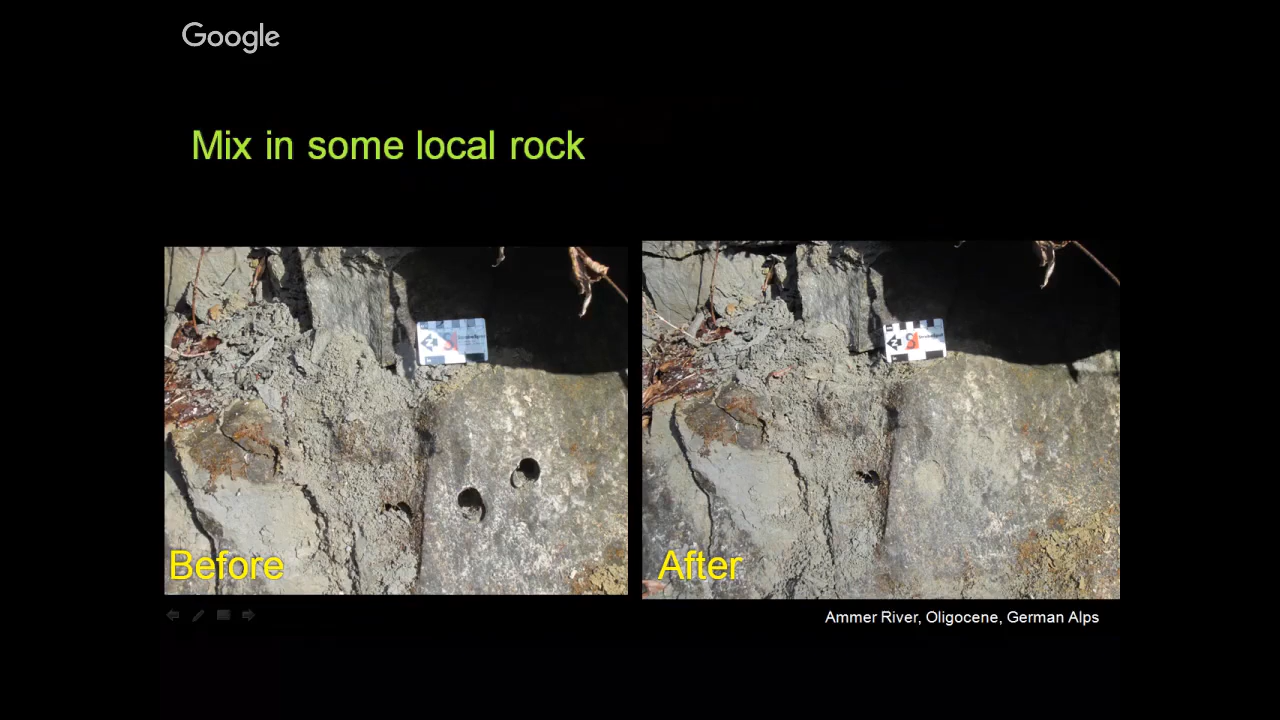 Google
Mix in some local rock
Before
After
Ammer River, Oligocene, German Alps